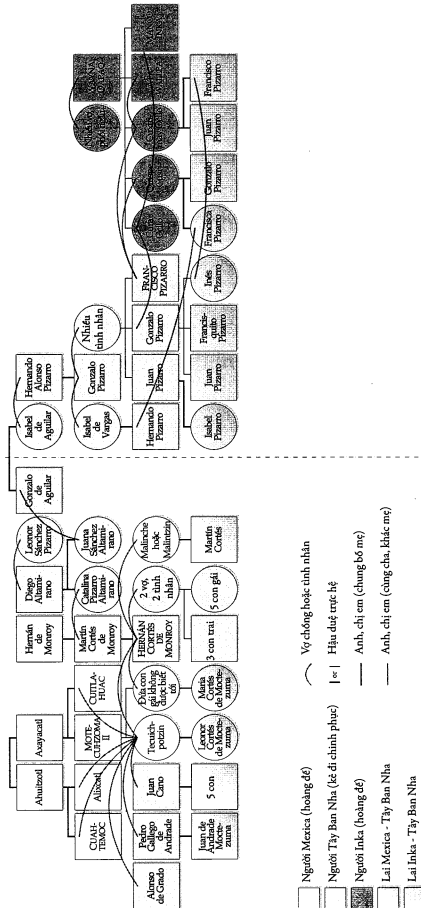 Ahuitzotl
Axayacatl
Hernán
de
Monroy
Diego
Altami-
rano
Leonor
Sánchez
Pizarro
Gonzalo
de
Aguilar
Isabel
de
Aguilar
Hernando
Alonso
Pizarro
CUAH-
TEMOC
Alixcatl
MOTE-
CUHZOMA
II
CUITLA-
HUAC
Martín
Cortés de
Monroy
Catalina
Pizarro
Altami-
rano
Juana
Sánchez
Altami-
rano
Isabel
de
Vargas
Gonzalo
Pizarro
Nhiều
tình nhân
Alonso
de Grado
Pedro
Gallego
de
Andrade
Juan
Cano
Tecuich-
potzin
Đứa con
gái không
được biết
tới
HERNÁN
CORTÉS
DE
MONROY
2 vợ,
2 tình
nhân
Malinche
hoặc
Malintzin
Hernando
Pizarro
Juan
Pizarro
Gonzalo
Pizarro
FRAN-
CISCO
PIZARRO
Juan de
Andrade
Mocte-
zuma
5 con
Leonor
Cortés
de Mocte-
zuma
María
Cortés
de Mocte-
zuma
3 con trai
5 con gái
Martín
Cortés
Isabel
Pizarro
Juan
Pizarro
Francis-
quito
Pizarro
Inés
Pizarro
Francisca
Pizarro
Gonzalo
Pizarro
Juan
Pizarro
Francisco
Pizarro
Người Mexica (hoàng đế)
Người Tây Ban Nha (kẻ đi chinh phục)
Người Inka (hoàng đế)
Lai Mexica - Tây Ban Nha
Lai Inka - Tây Ban Nha
Vợ chồng hoặc tình nhân
| or | Hậu duệ trực hệ
Anh, chị em (chung bố mẹ)
Anh, chị em (cùng cha, khác mẹ)